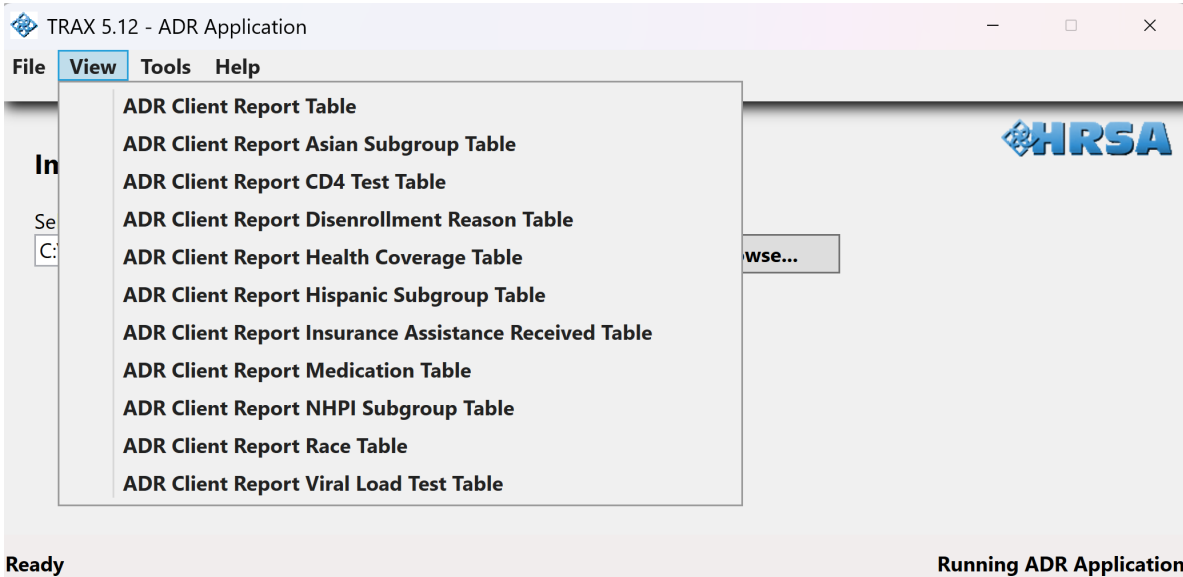 TRAX 5.12 - ADR Application
File View Tools Help
HRSA
ADR Client Report Table
ADR Client Report Asian Subgroup Table
ADR Client Report CD4 Test Table
ADR Client Report Disenrollment Reason Table
ADR Client Report Health Coverage Table
ADR Client Report Hispanic Subgroup Table
ADR Client Report Insurance Assistance Received Table
ADR Client Report Medication Table
ADR Client Report NHPI Subgroup Table
ADR Client Report Race Table
ADR Client Report Viral Load Test Table
In
Se
C:
wse...
Ready
Running ADR Application